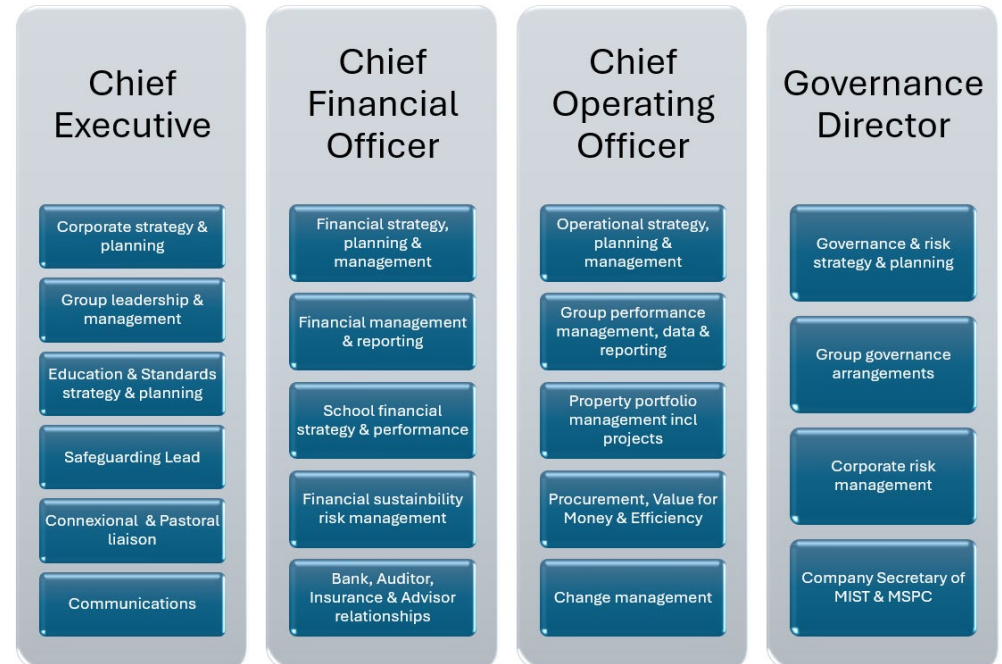 Chief
Executive
Corporate strategy &
planning
Group leadership &
management
Education & Standards
strategy & planning
Safeguarding Lead
Connexional & Pastoral
liaison
Communications
Chief
Financial
Officer
Financial strategy,
planning &
management
Financial management
& reporting
School financial
strategy & performance
Financial sustainbility
risk management
Bank, Auditor,
Insurance & Advisor
relationships
Chief
Operating
Officer
Operational strategy,
planning &
management
Group performance
management, data &
reporting
Property portfolio
management incl
projects
Procurement, Value for
Money & Efficiency
Change management
Governance
Director
Governance & risk
strategy & planning
Group governance
arrangements
Corporate risk
management
Company Secretary of
MIST & MSPC